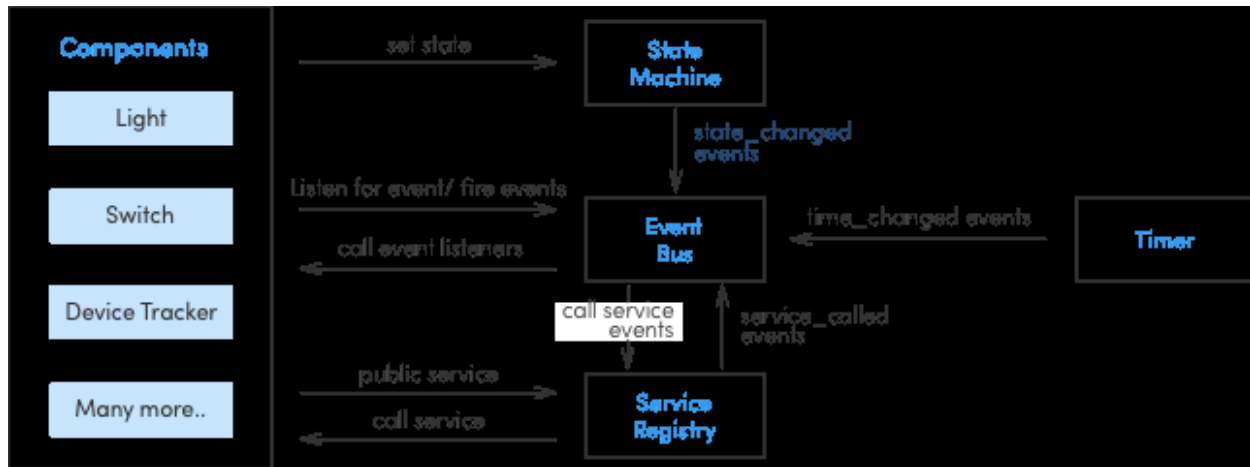 Components
Light
Switch
Device Tracker
Many more..
set state
State
Machine
state_changed
events
Listen for event/ fire events
call event listeners
Event
Bus
time_changed events
Timer
call service
events
service_called
events
public service
call service
Service
Registry